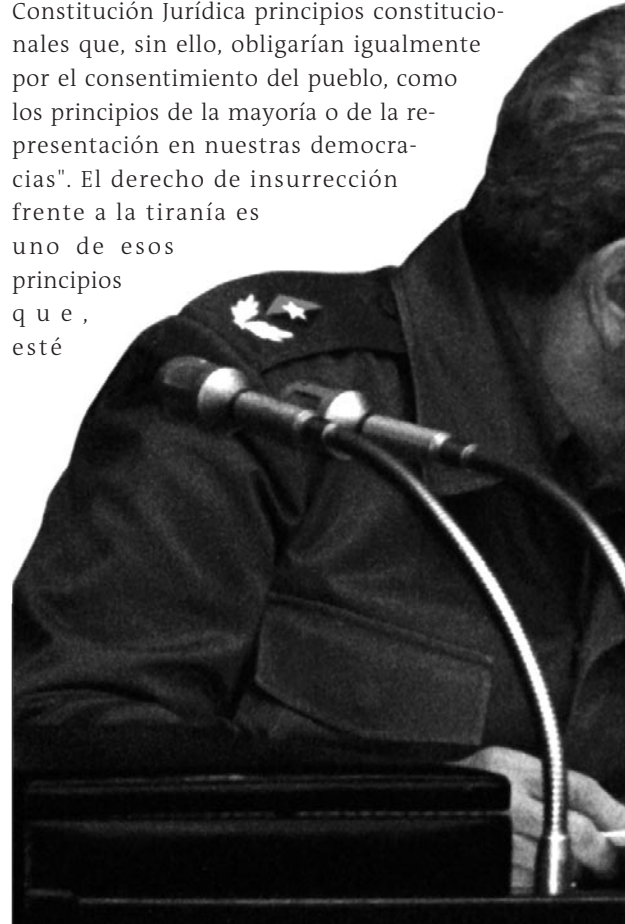 Constitución Jurídica principios constitucio-
nales que, sin ello, obligarían igualmente
por el consentimiento del pueblo, como
los principios de la mayoría o de la re-
presentación en nuestras democra-
cias". El derecho de insurrección
frente a la tiranía es
uno de esos
principios
que,
esté